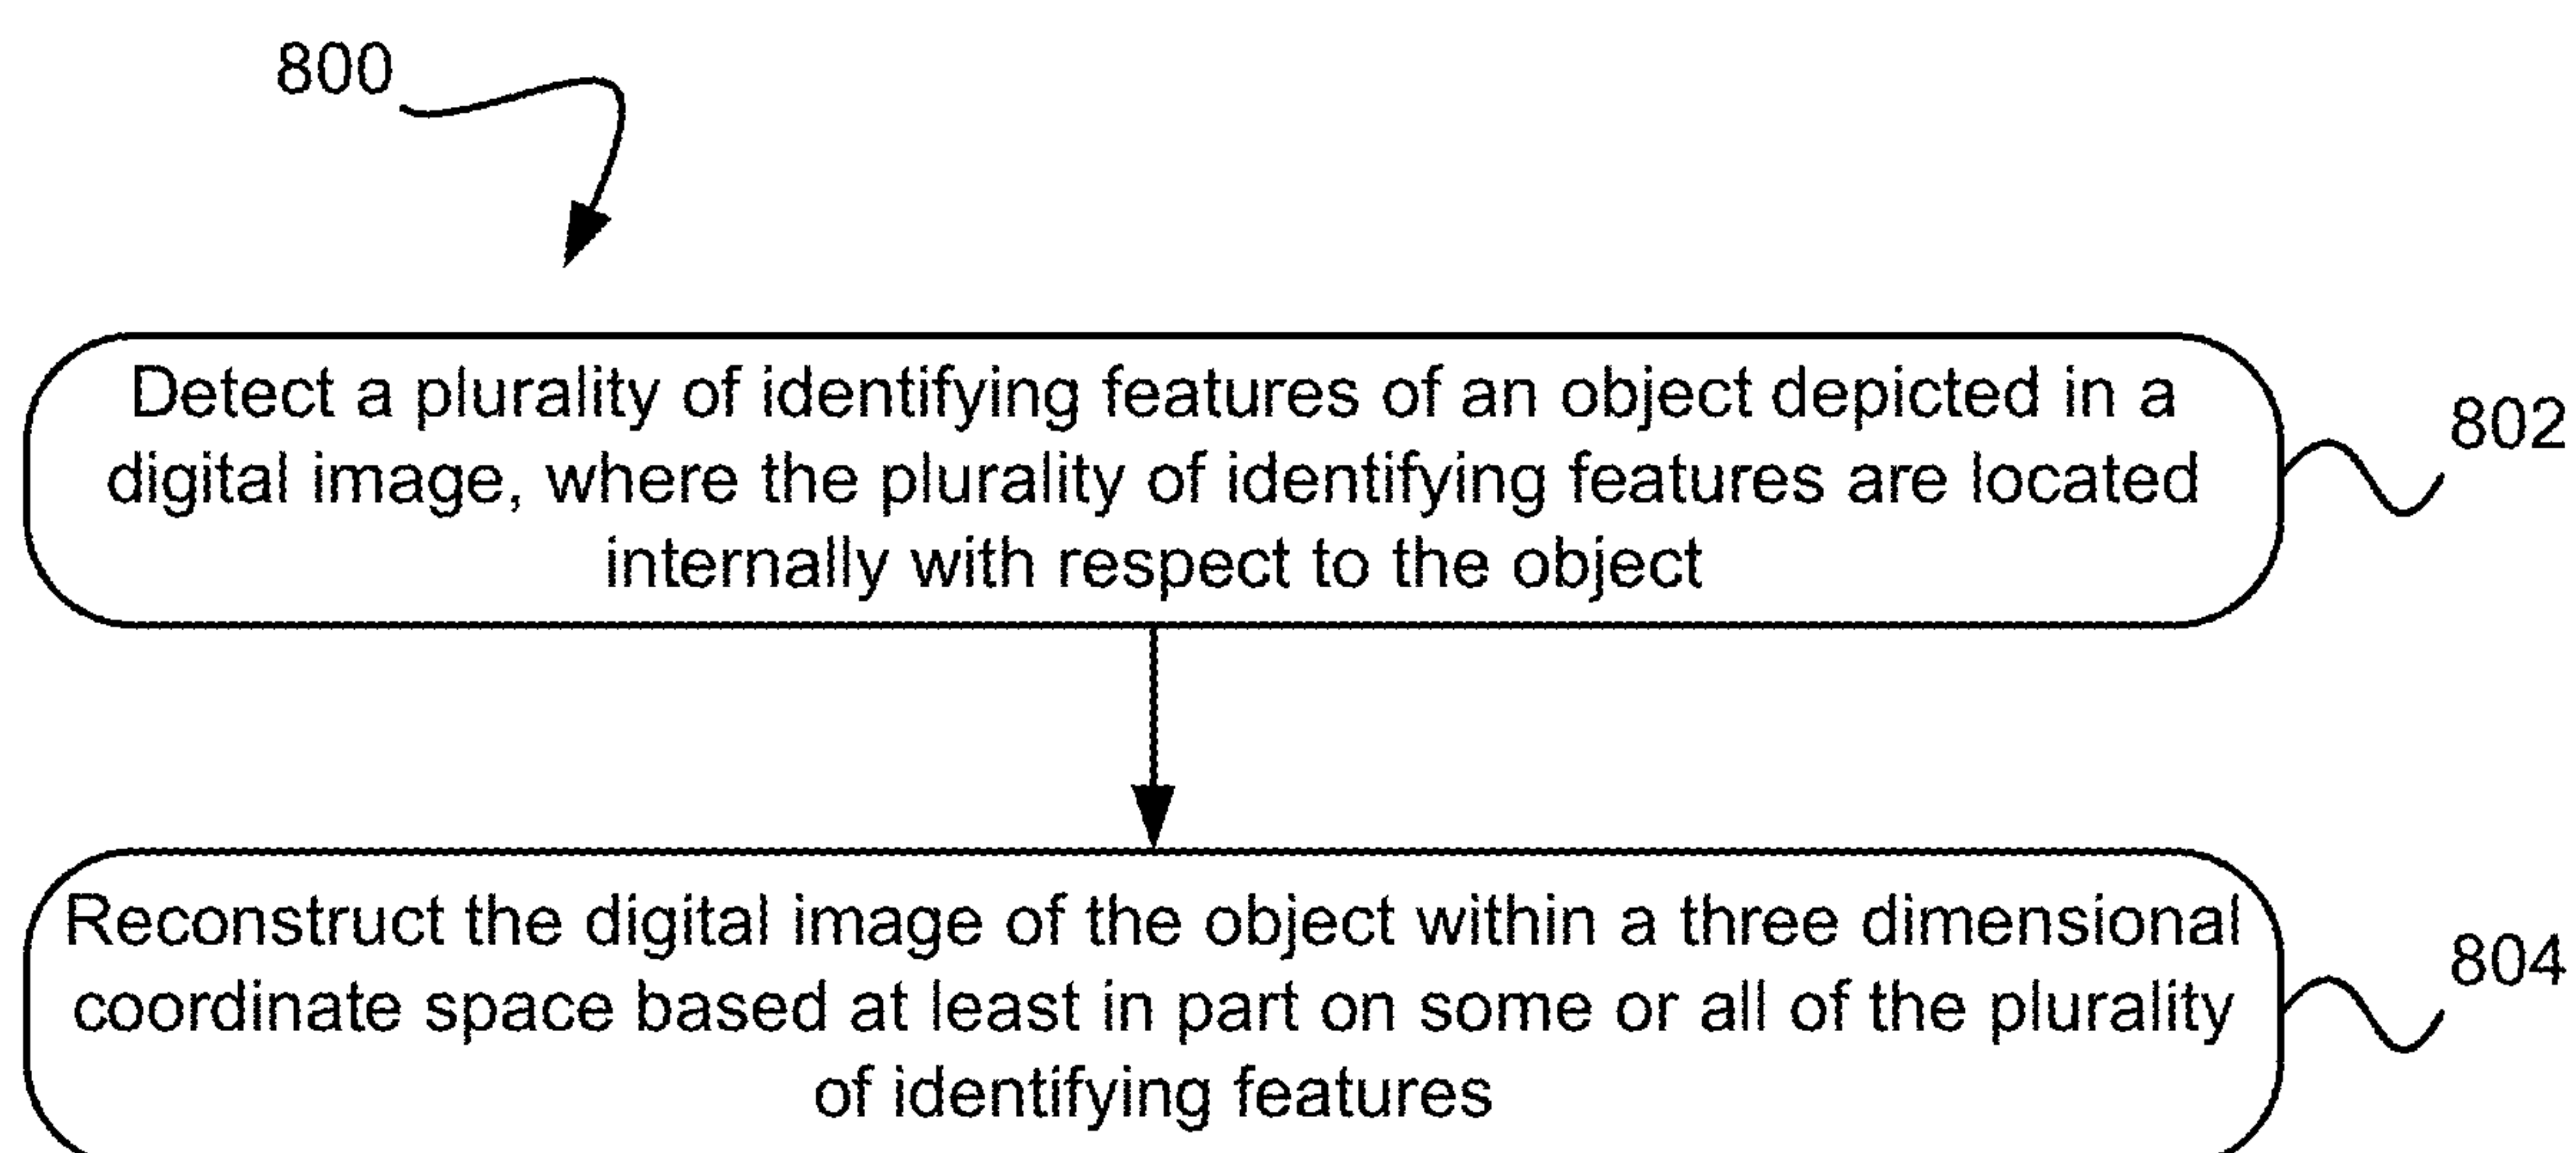 800
Detect a plurality of identifying features of an object depicted in a
digital image, where the plurality of identifying features are located
internally with respect to the object
802
Reconstruct the digital image of the object within a three dimensional
coordinate space based at least in part on some or all of the plurality
of identifying features
804